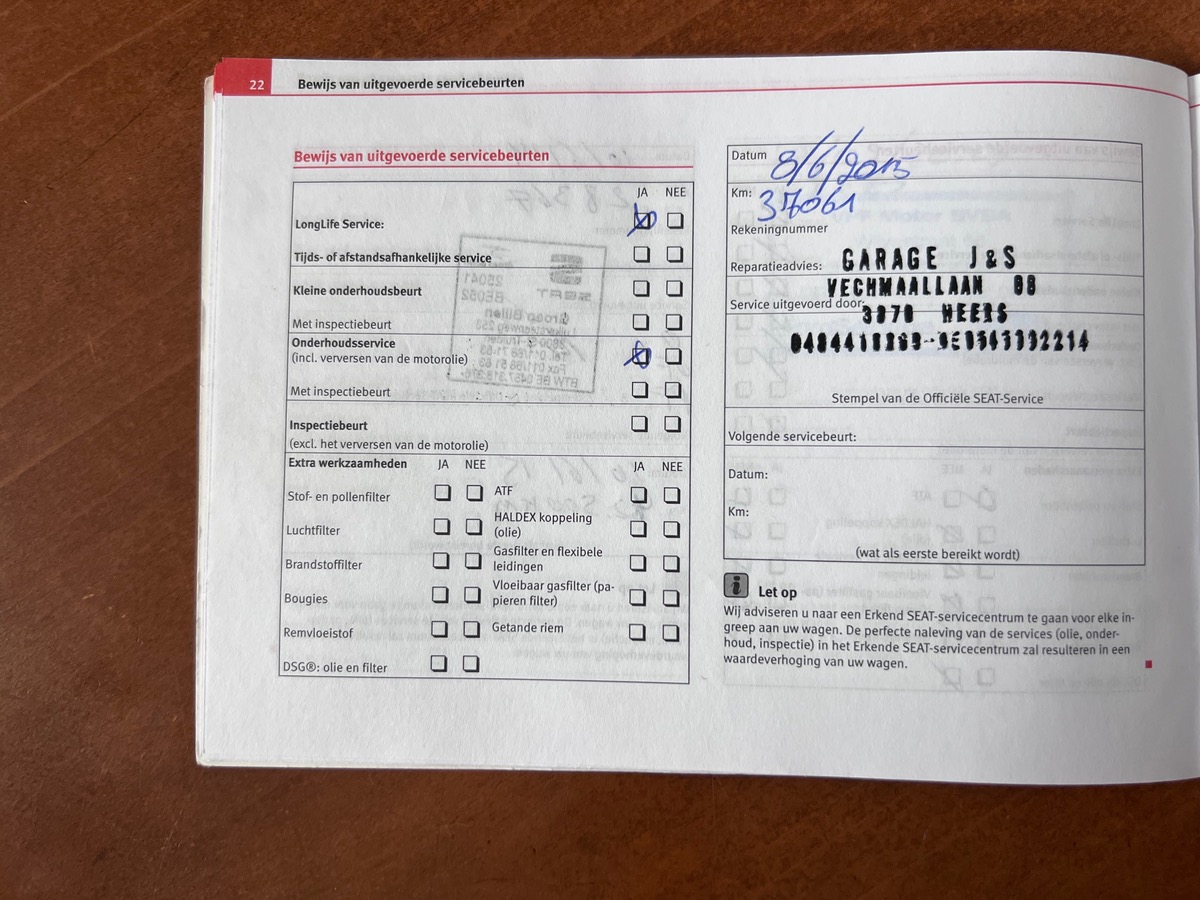 22 Bewijs van uitgevoerde servicebeurten
Bewijs van uitgevoerde servicebeurten
JA NEE
LongLife Service:
Tijds- of afstandsafhankelijke service
Kleine onderhoudsbeurt
Met inspectiebeurt
Onderhoudsservice
(incl. verversen van de motorolie)
Met inspectiebeurt
Inspectiebeurt
(excl. het verversen van de motorolie)
Extra werkzaamheden JA NEE JA NEE
Stof- en pollenfilter
ATF
Luchtfilter
HALDEX koppeling
(olie)
Brandstoffilter
Gasfilter en flexibele
leidingen
Bougies
Vloeibaar gasfilter (pa-
pieren filter)
Remvloeistof
Getande riem
DSG®: olie en filter
Datum 8/6/2015
Km: 37061
Rekeningnummer
Reparatieadvies: GARAGE J&S
VECHMAALLAAN 88
Service uitgevoerd door:
3870 HEERS
Stempel van de Officiële SEAT-Service
Volgende servicebeurt:
Datum:
Km:
(wat als eerste bereikt wordt)
i Let op
Wij adviseren u naar een Erkend SEAT-servicecentrum te gaan voor elke in-
greep aan uw wagen. De perfecte naleving van de services (olie, onder-
houd, inspectie) in het Erkende SEAT-servicecentrum zal resulteren in een
waardeverhoging van uw wagen.